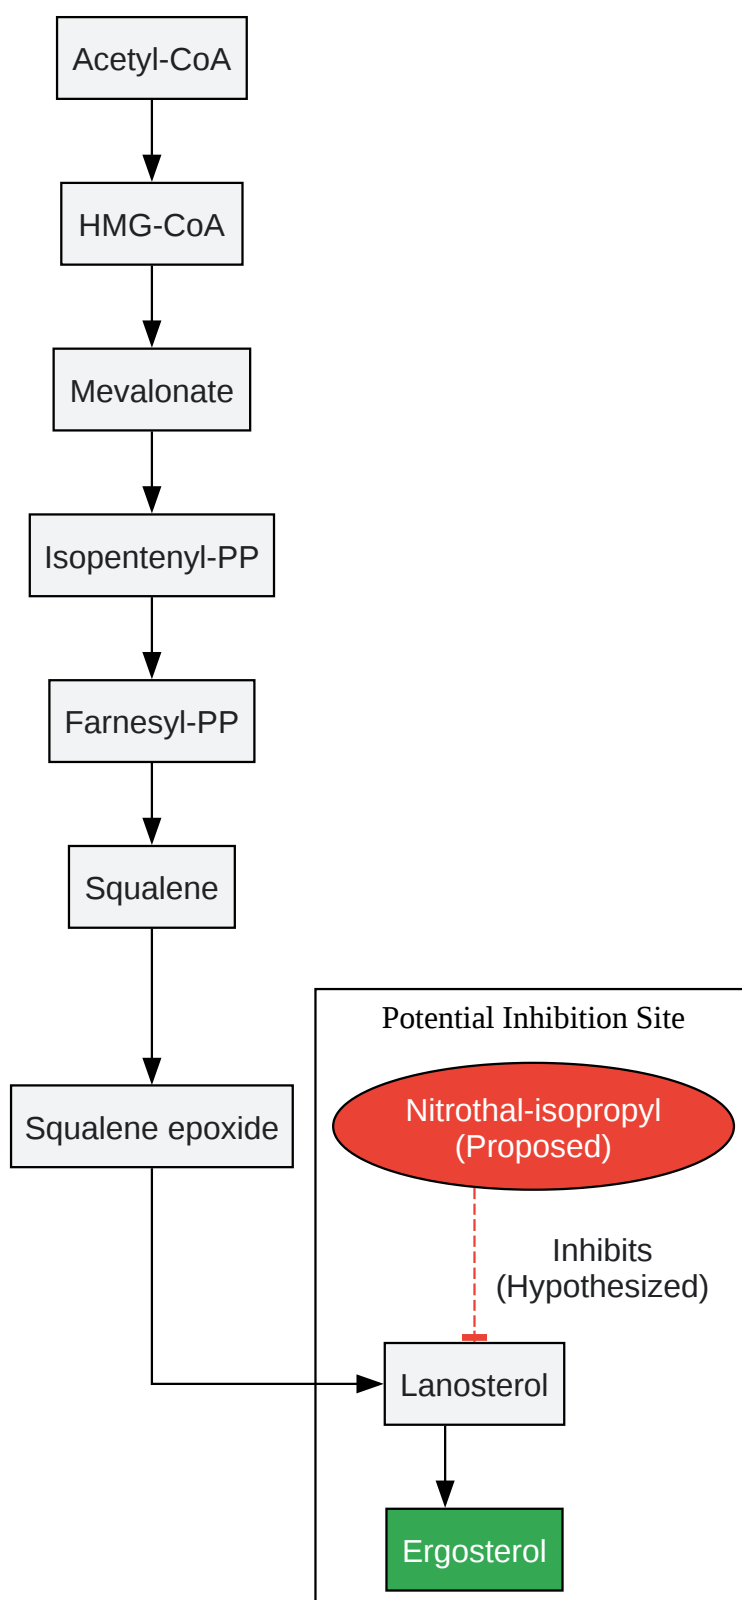 Acetyl-CoA
HMG-CoA
Mevalonate
Isopentenyl-PP
Farnesyl-PP
Squalene
Potential Inhibition Site
Nitrothal-isopropyl
(Proposed)
Squalene epoxide
Inhibits
(Hypothesized)
Lanosterol
Ergosterol